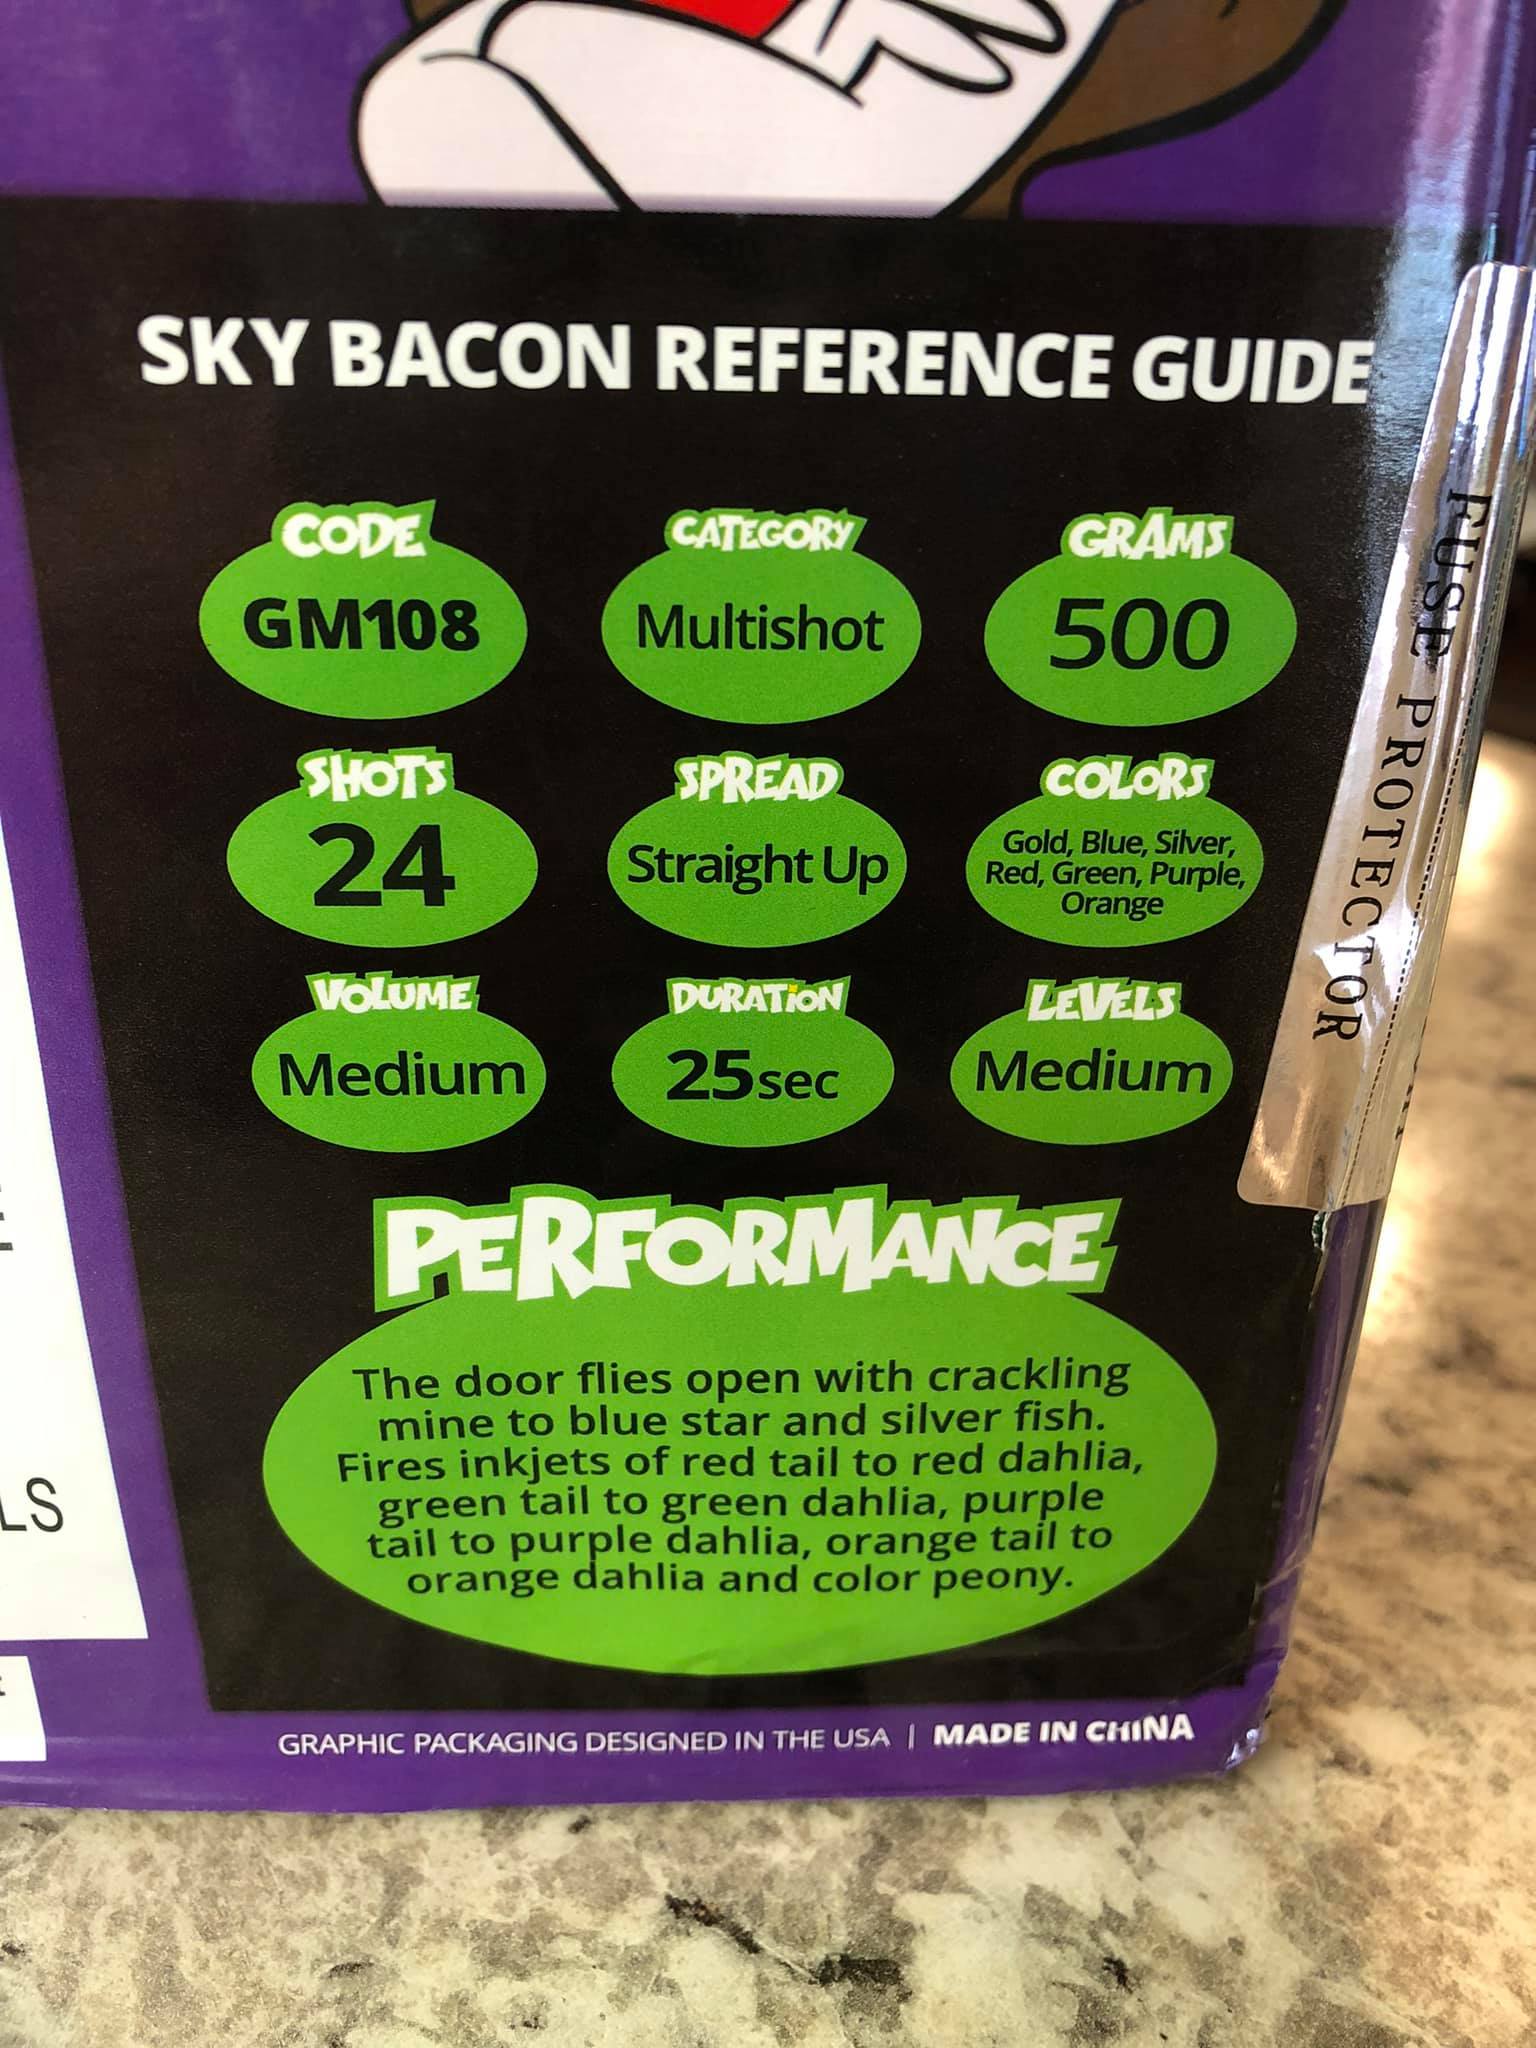 SKY BACON REFERENCE GUIDE
CODE
GM108
CATEGORY
Multishot
GRAMS
500
SHOTS
24
SPREAD
Straight Up
COLORS
Gold, Blue, Silver,
Red, Green, Purple,
Orange
VOLUME
Medium
DURATION
25sec
LEVELS
Medium
PERFORMANCE
The door flies open with crackling
mine to blue star and silver fish.
Fires inkjets of red tail to red dahlia,
green tail to green dahlia, purple
tail to purple dahlia, orange tail to
orange dahlia and color peony.
GRAPHIC PACKAGING DESIGNED IN THE USA | MADE IN CHINA
FUSE PROTECTOR
LS